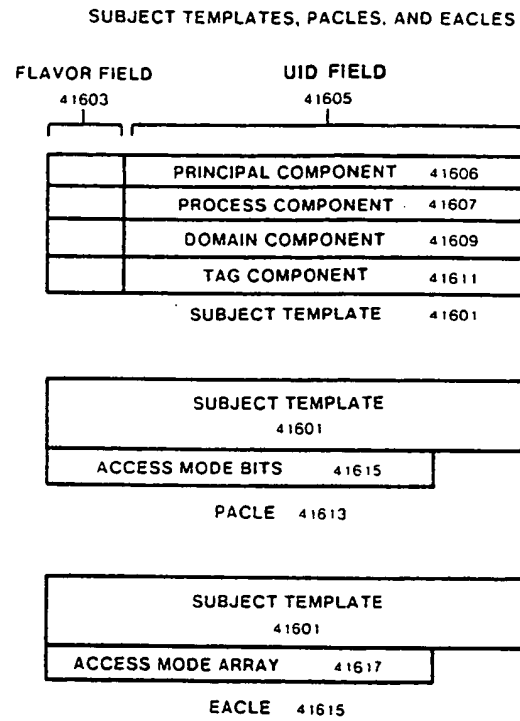 SUBJECT TEMPLATES, PACLES, AND EACLES
FLAVOR FIELD UID FIELD
41603 41605
PRINCIPAL COMPONENT 41606
PROCESS COMPONENT 41607
DOMAIN COMPONENT 41609
TAG COMPONENT 41611
SUBJECT TEMPLATE 41601
SUBJECT TEMPLATE
41601
ACCESS MODE BITS 41615
PACLE 41613
SUBJECT TEMPLATE
41601
ACCESS MODE ARRAY 41617
EACLE 41615